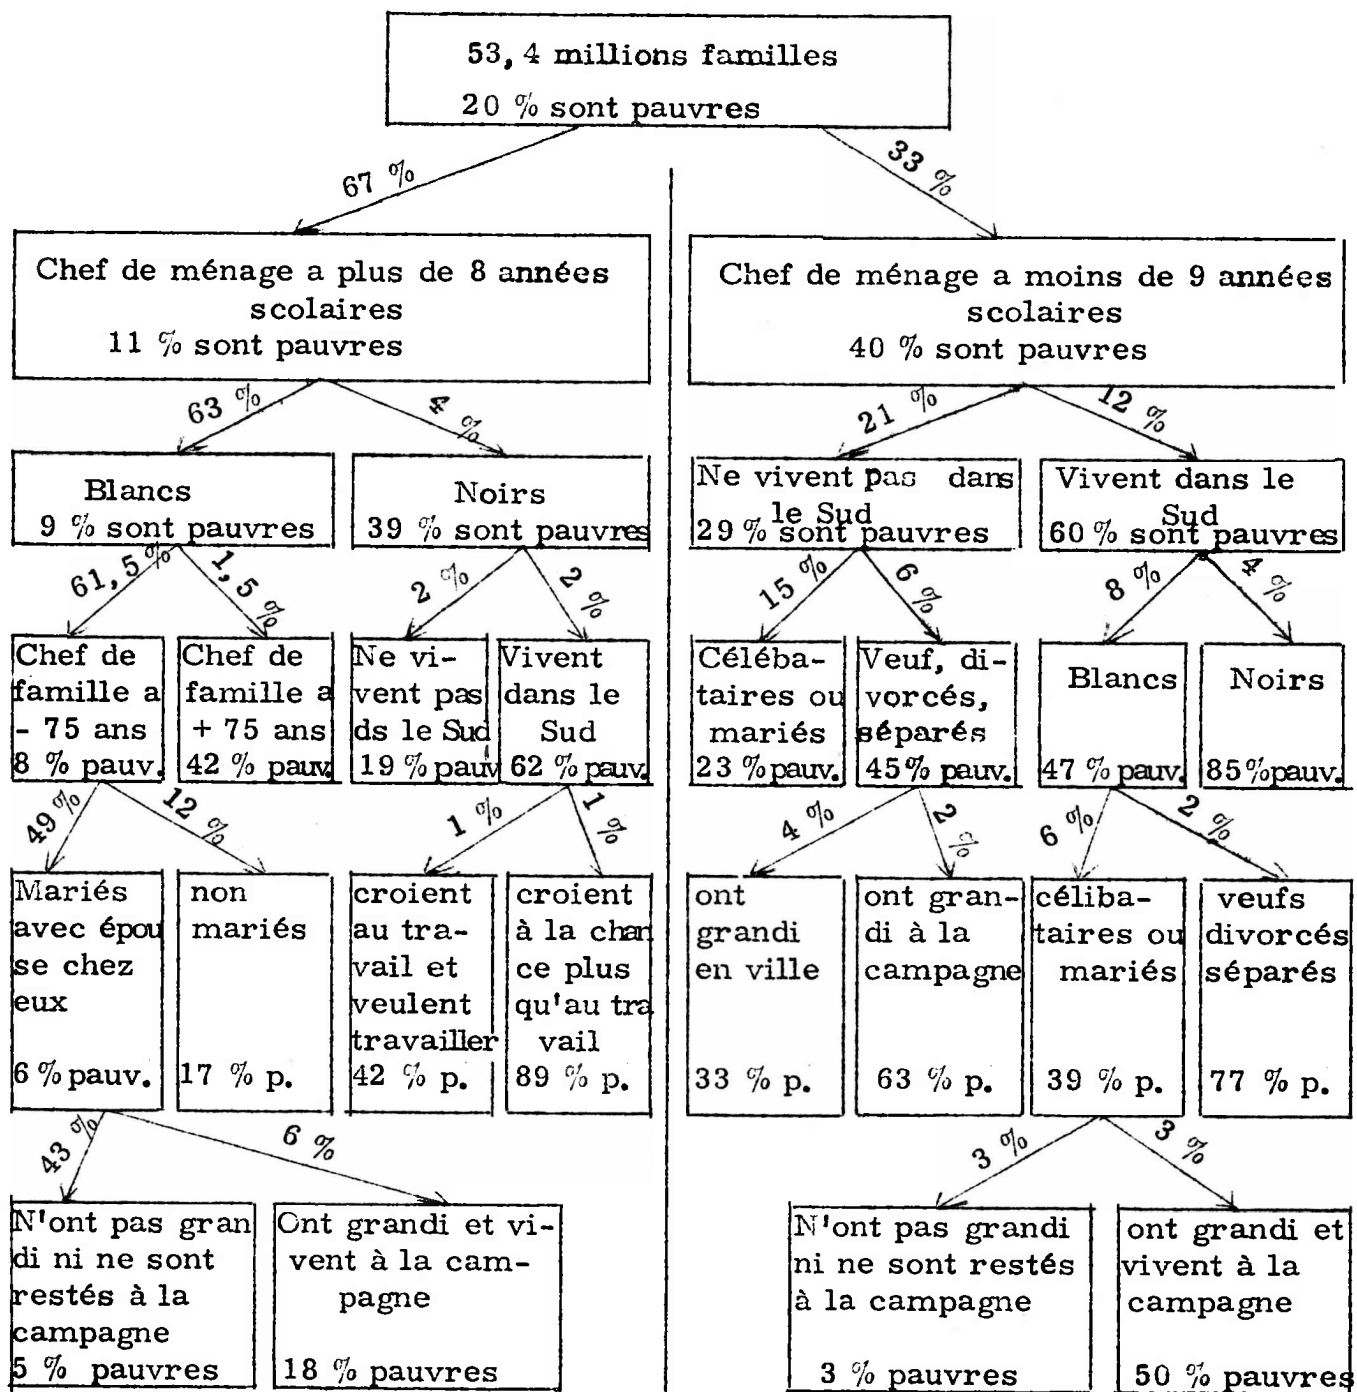 53,4 millions familles
20 % sont pauvres
67 %
33 %
Chef de ménage a plus de 8 années
scolaires
11 % sont pauvres
Chef de ménage a moins de 9 années
scolaires
40 % sont pauvres
63 %
4 %
21 %
12 %
Blancs
9 % sont pauvres
Noirs
39 % sont pauvres
Ne vivent pas dans
le Sud
29 % sont pauvres
Vivent dans le
Sud
60 % sont pauvres
61,5 %
1,5 %
2 %
2 %
15 %
6 %
8 %
4 %
Chef de
famille a
- 75 ans
8 % pauv.
Chef de
famille a
+ 75 ans
42 % pauv.
Ne vi-
vent pas
ds le Sud
19 % pauv
Vivent
dans le
Sud
62 % pauv.
Céléba-
taires ou
mariés
23 % pauv.
Veuf, di-
vorcés,
séparés
45% pauv.
Blancs
47 % pauv.
Noirs
85% pauv.
49 %
12 %
1 %
1 %
4 %
2 %
6 %
2 %
Mariés
avec épou
se chez
eux
6 % pauv.
non
mariés
17 % p.
croient
au tra-
vail et
veulent
travailler
42 % p.
croient
à la chan
ce plus
qu'au tra
vail
89 % p.
ont
grandi
en ville
33 % p.
ont gran-
di à la
campagne
63 % p.
céliba-
taires ou
mariés
39 % p.
veufs
divorcés
séparés
77 % p.
43 %
6 %
3 %
3 %
N'ont pas gran
di ni ne sont
restés à la
campagne
5 % pauvres
Ont grandi et vi-
vent à la cam-
pagne
18 % pauvres
N'ont pas grandi
ni ne sont restés
à la campagne
3 % pauvres
ont grandi et
vivent à la
campagne
50 % pauvres